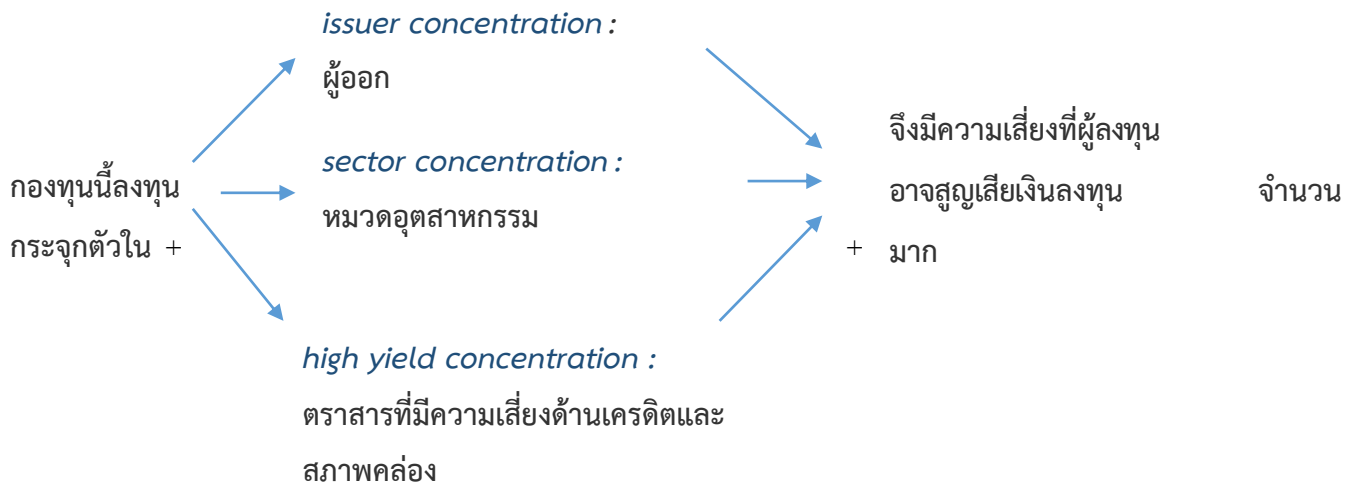 กองทุนนี้ลงทุน
กระจุกตัวใน +
issuer concentration :
ผู้ออก
sector concentration :
หมวดอุตสาหกรรม
high yield concentration :
ตราสารที่มีความเสี่ยงด้านเครดิตและ
สภาพคล่อง
+
จึงมีความเสี่ยงที่ผู้ลงทุน
อาจสูญเสียเงินลงทุน จำนวน
มาก